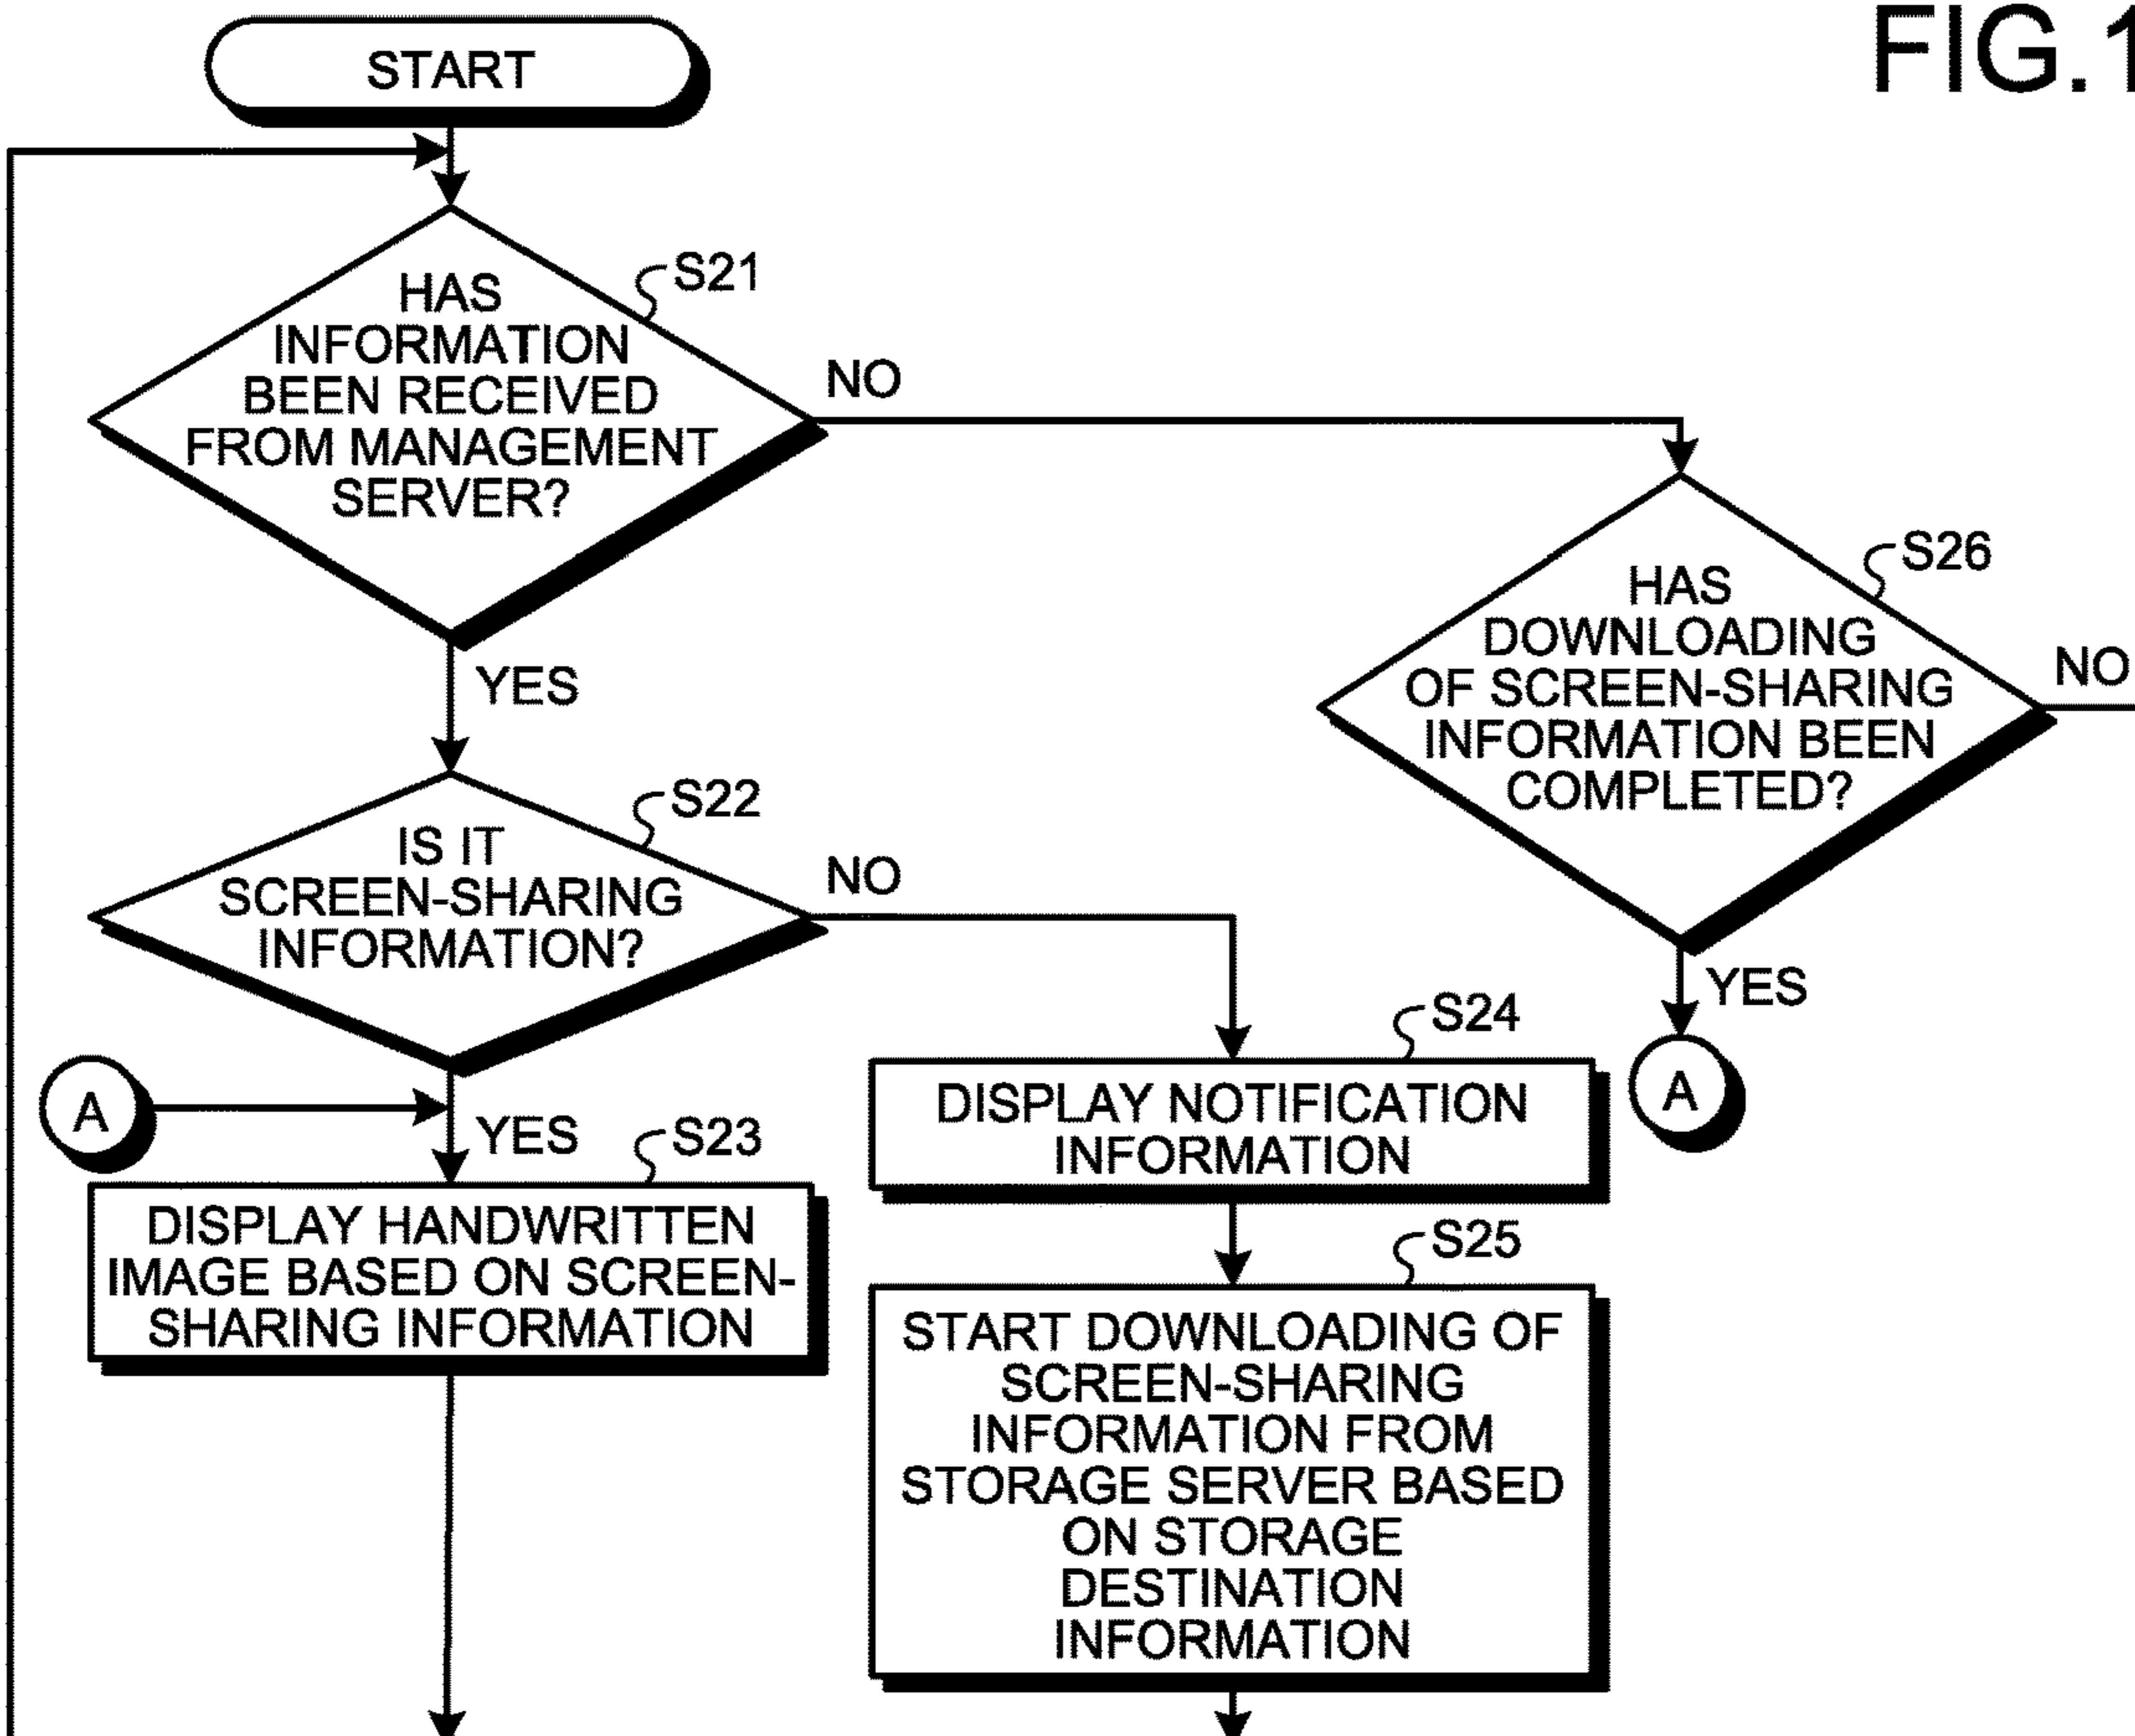 FIG.1
START
S21
HAS
INFORMATION
BEEN RECEIVED
FROM MANAGEMENT
SERVER?
NO
YES
S26
HAS
DOWNLOADING
OF SCREEN-SHARING
INFORMATION BEEN
COMPLETED?
NO
YES
A
S22
IS IT
SCREEN-SHARING
INFORMATION?
NO
YES
A
S23
DISPLAY HANDWRITTEN
IMAGE BASED ON SCREEN-
SHARING INFORMATION
S24
DISPLAY NOTIFICATION
INFORMATION
S25
START DOWNLOADING OF
SCREEN-SHARING
INFORMATION FROM
STORAGE SERVER BASED
ON STORAGE
DESTINATION
INFORMATION